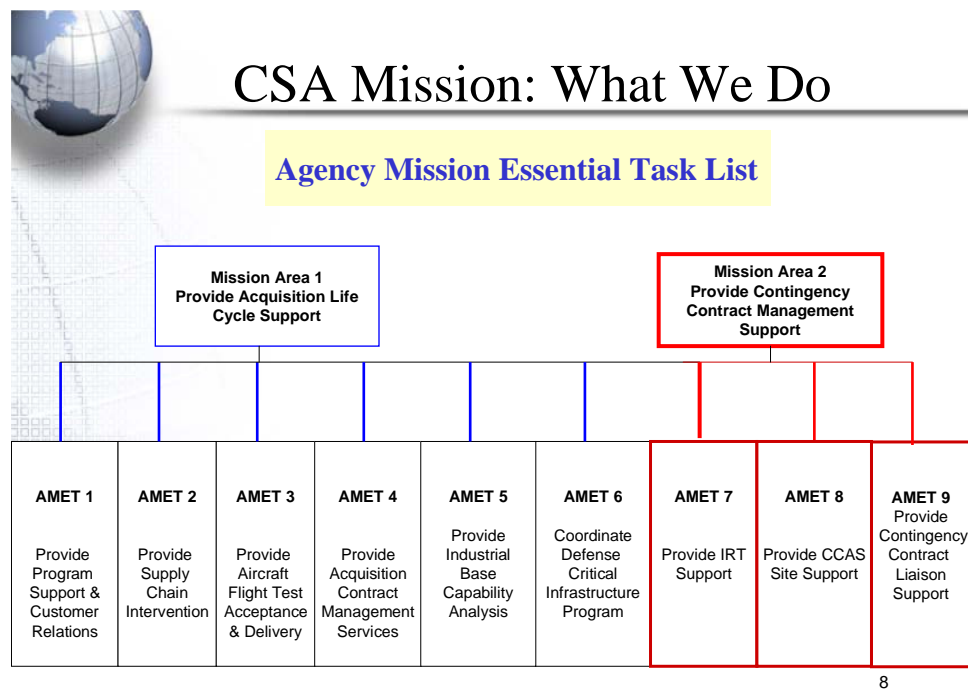 CSA Mission: What We Do
Agency Mission Essential Task List
Mission Area 1
Provide Acquisition Life
Cycle Support
Mission Area 2
Provide Contingency
Contract Management
Support
AMET 1
Provide
Program
Support &
Customer
Relations
AMET 2
Provide
Supply
Chain
Intervention
AMET 3
Provide
Aircraft
Flight Test
Acceptance
& Delivery
AMET 4
Provide
Acquisition
Contract
Management
Services
AMET 5
Provide
Industrial
Base
Capability
Analysis
AMET 6
Coordinate
Defense
Critical
Infrastructure
Program
AMET 7
Provide IRT
Support
AMET 8
Provide CCAS
Site Support
AMET 9
Provide
Contingency
Contract
Liaison
Support
8